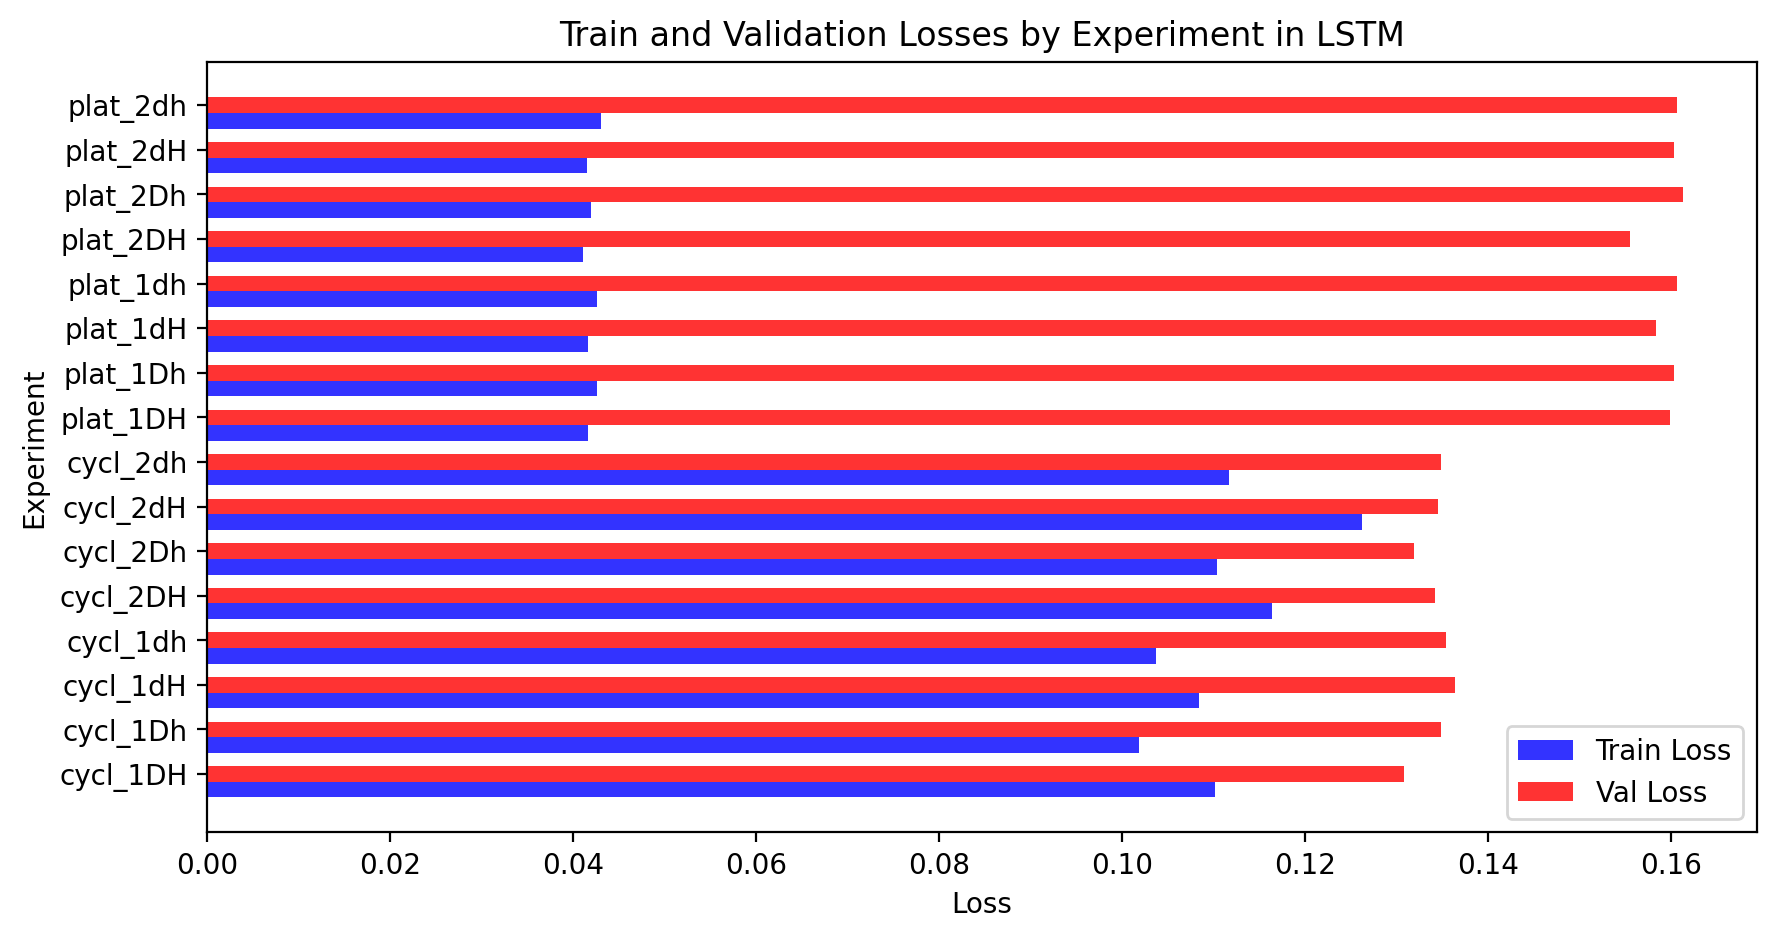 Train and Validation Losses by Experiment in LSTM
Experiment
plat_2dh
plat_2dH
plat_2Dh
plat_2DH
plat_1dh
plat_1dH
plat_1Dh
plat_1DH
cycl_2dh
cycl_2dH
cycl_2Dh
cycl_2DH
cycl_1dh
cycl_1dH
cycl_1Dh
cycl_1DH
Train Loss
Val Loss
0.00 0.02 0.04 0.06 0.08 0.10 0.12 0.14 0.16
Loss